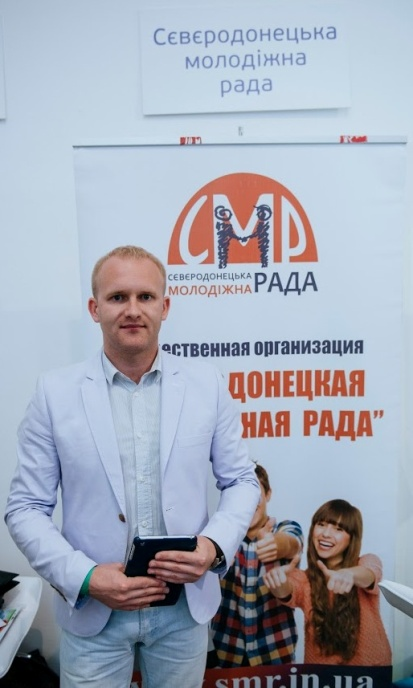 Сєвєродонецька
молодіжна
рада
СМР
СЄВЄРОДОНЕЦЬКА
МОЛОДІЖНА РАДА
ественная организация
ДОНЕЦКАЯ
НАЯ РАДА”
.smr.in.ua